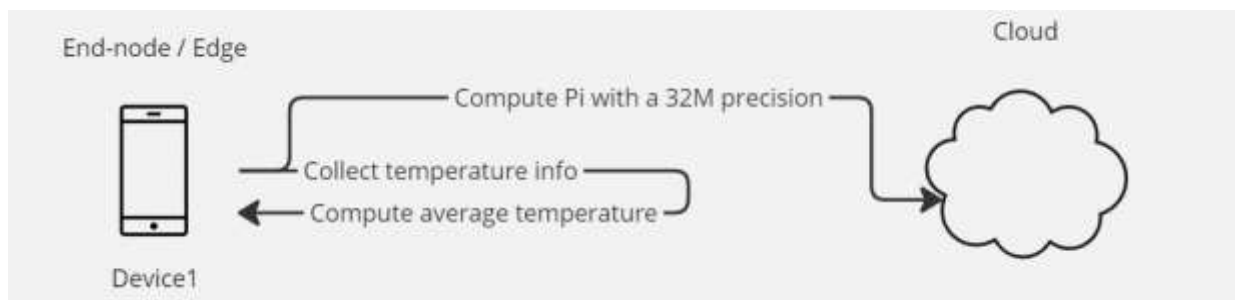 Cloud
End-node / Edge
Compute Pi with a 32M precision
Collect temperature info
Compute average temperature
Device1